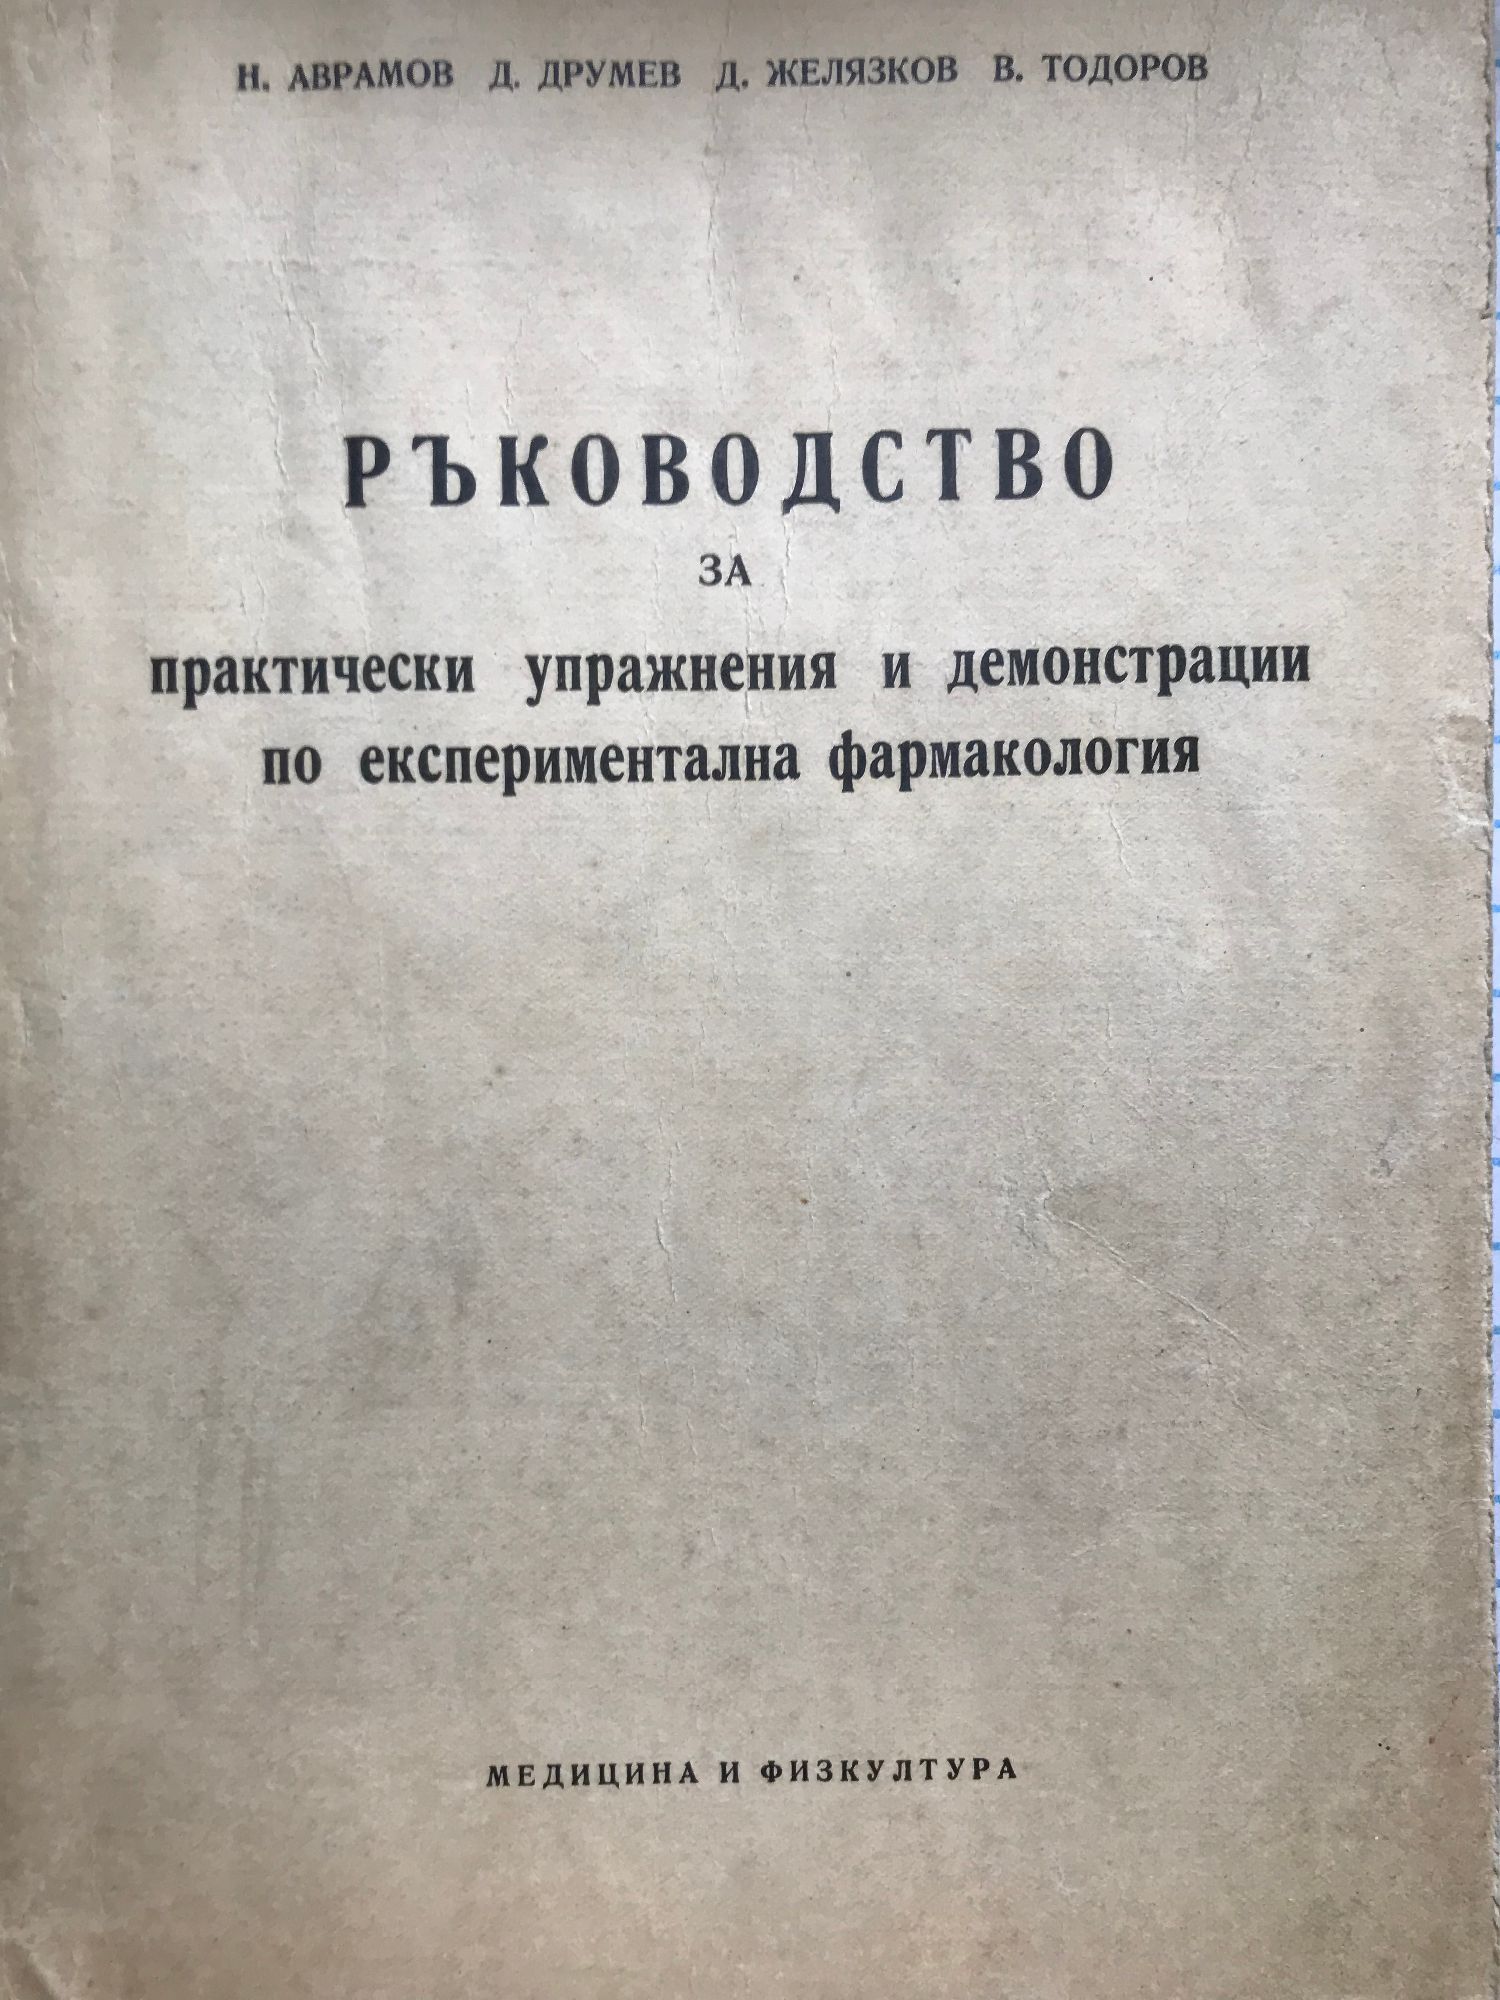 Н. АВРАМОВ Д. ДРУМЕВ Д. ЖЕЛЯЗКОВ В. ТОДОРОВ
РЪКОВОДСТВО
ЗА
практически упражнения и демонстрации
по експериментална фармакология
МЕДИЦИНА И ФИЗКУЛТУРА